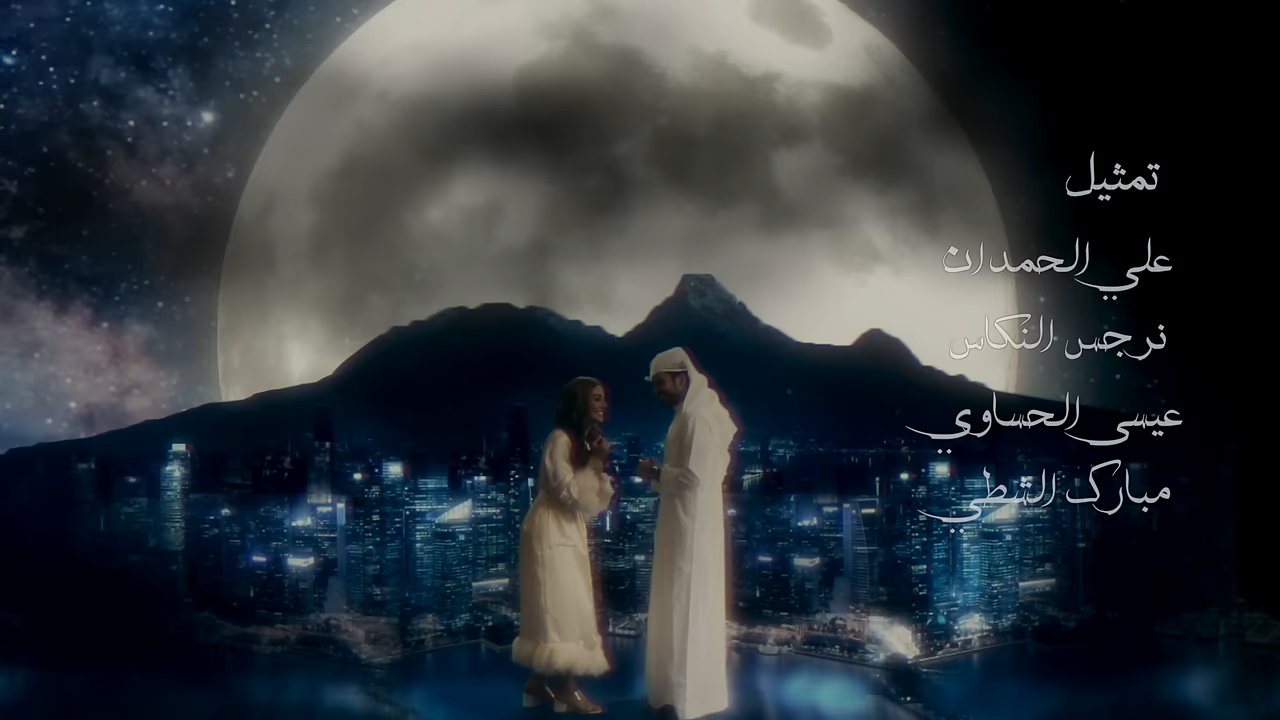 تمثيل
علي الحمدان
نرجس النكاس
عيسى الحساوي
مبارك الشطي